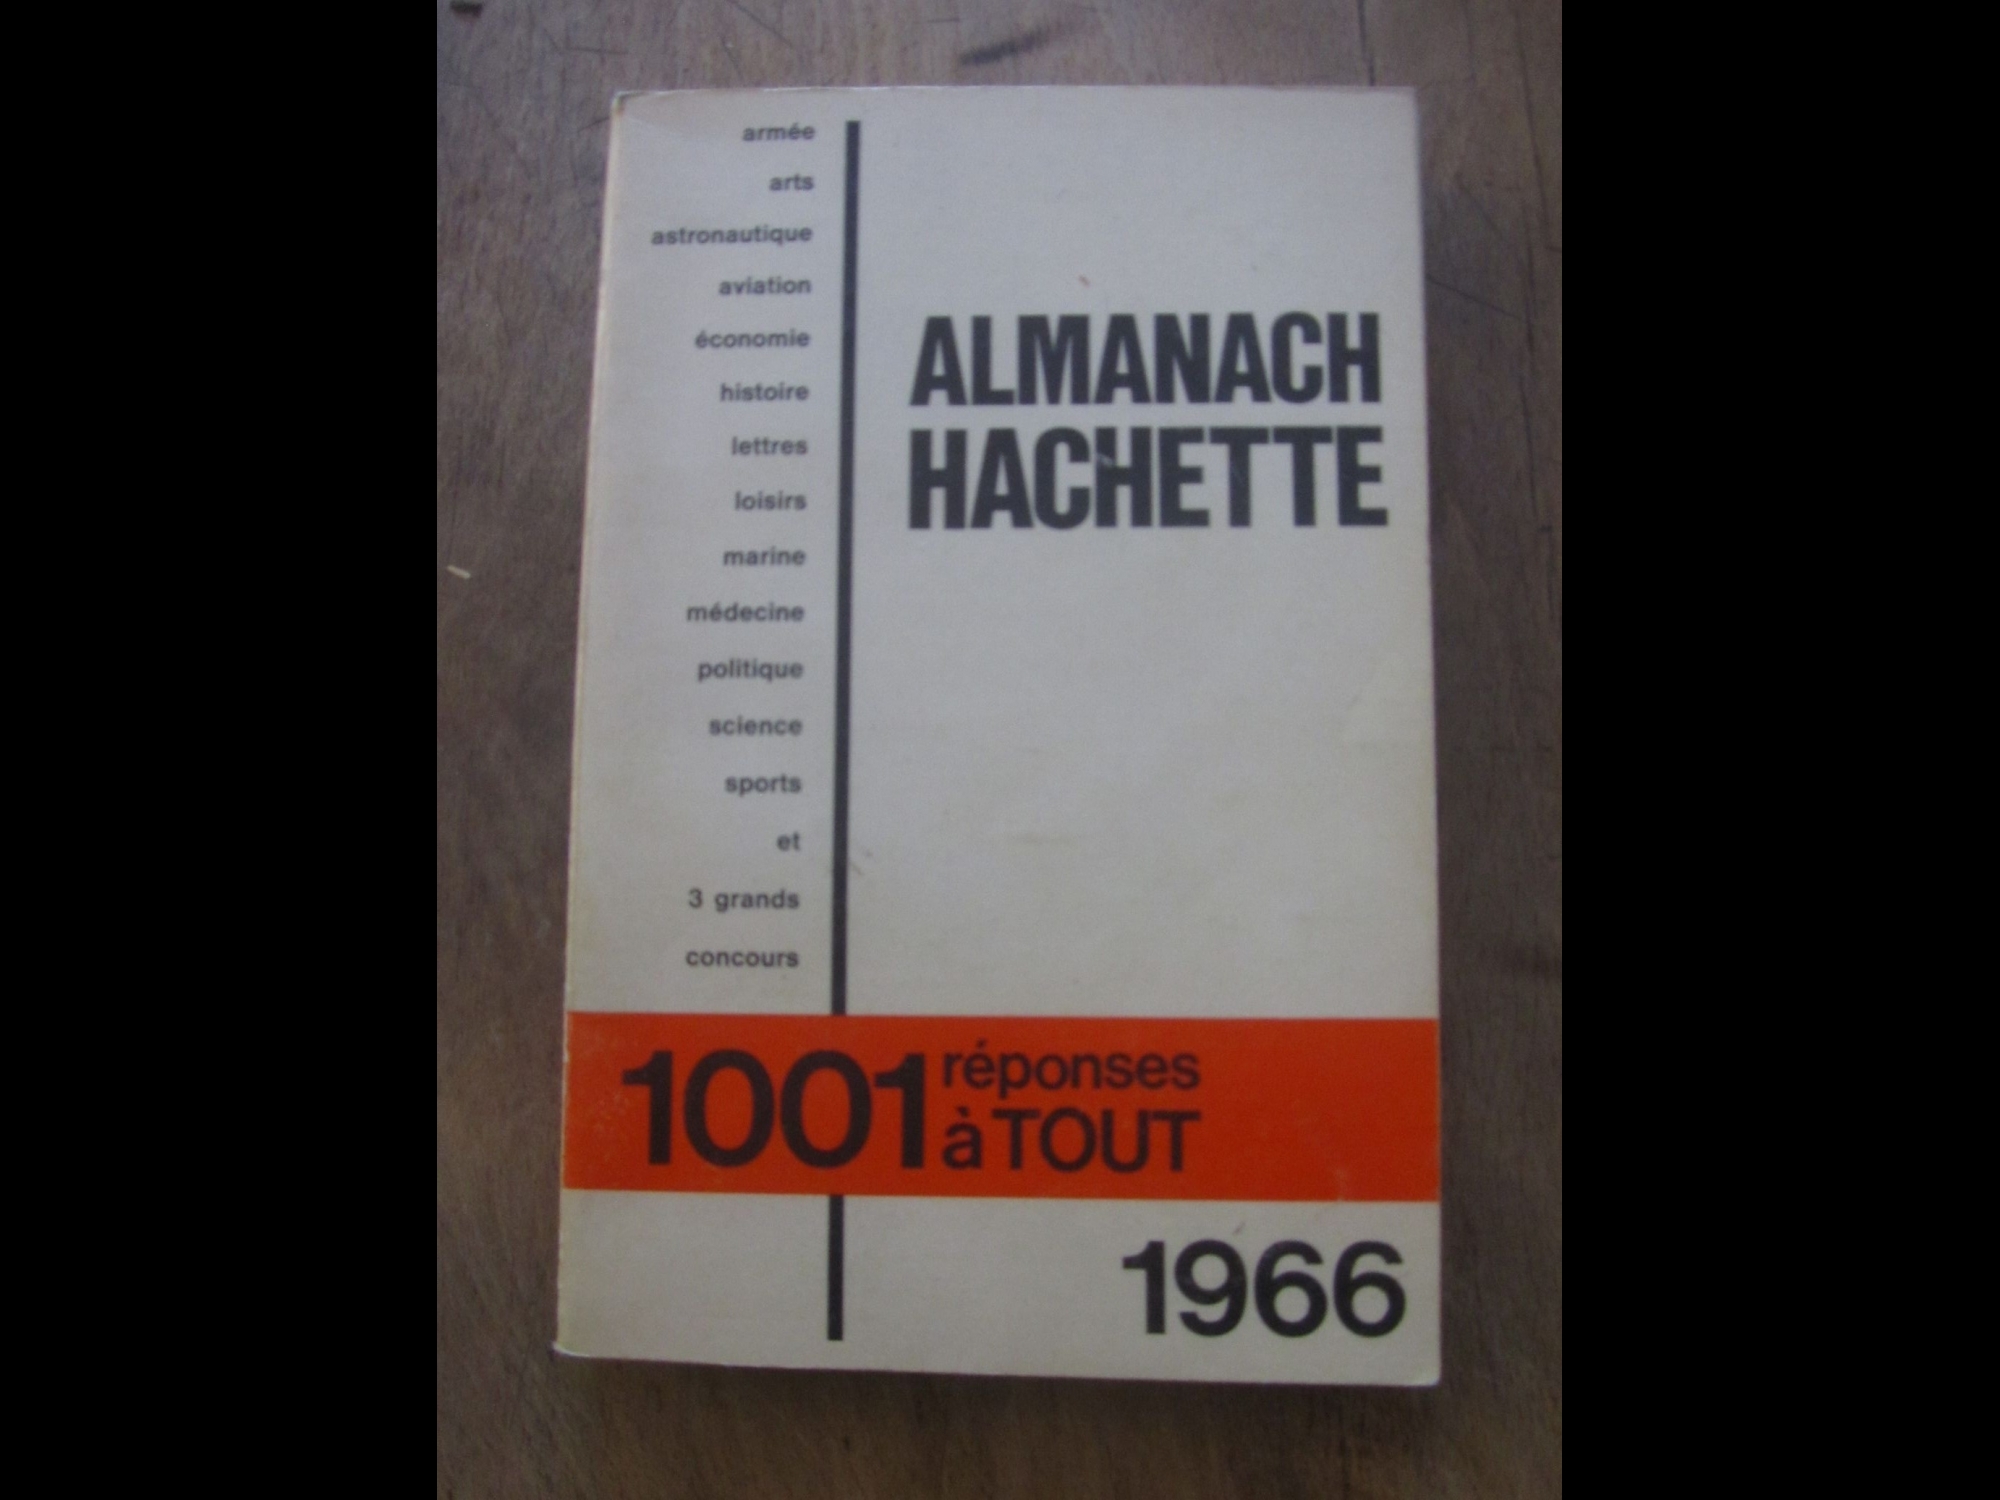 armée
arts
astronautique
aviation
économie
histoire
lettres
loisirs
marine
médecine
politique
science
sports
et
3 grands
concours
ALMANACH
HACHETTE
1001 réponses
à TOUT
1966